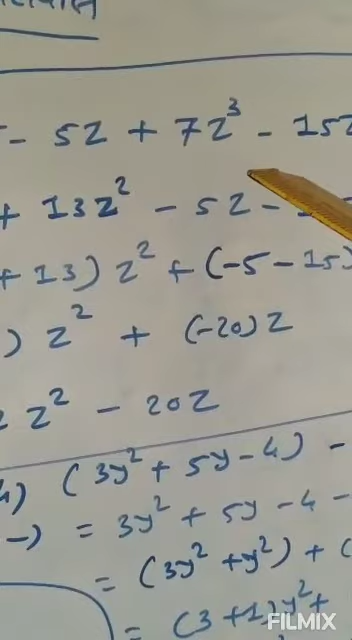 - 5z + 7z³ - 15z
+ 13z² - 5z -
+ 13) z² + (-5 - 15)
) z² + (-20) z
z² - 20z
4) (3y² + 5y - 4) -
→ = 3y² + 5y - 4 -
= (3y² + y²) + (
= (3 + 1) y² +
FILMIX